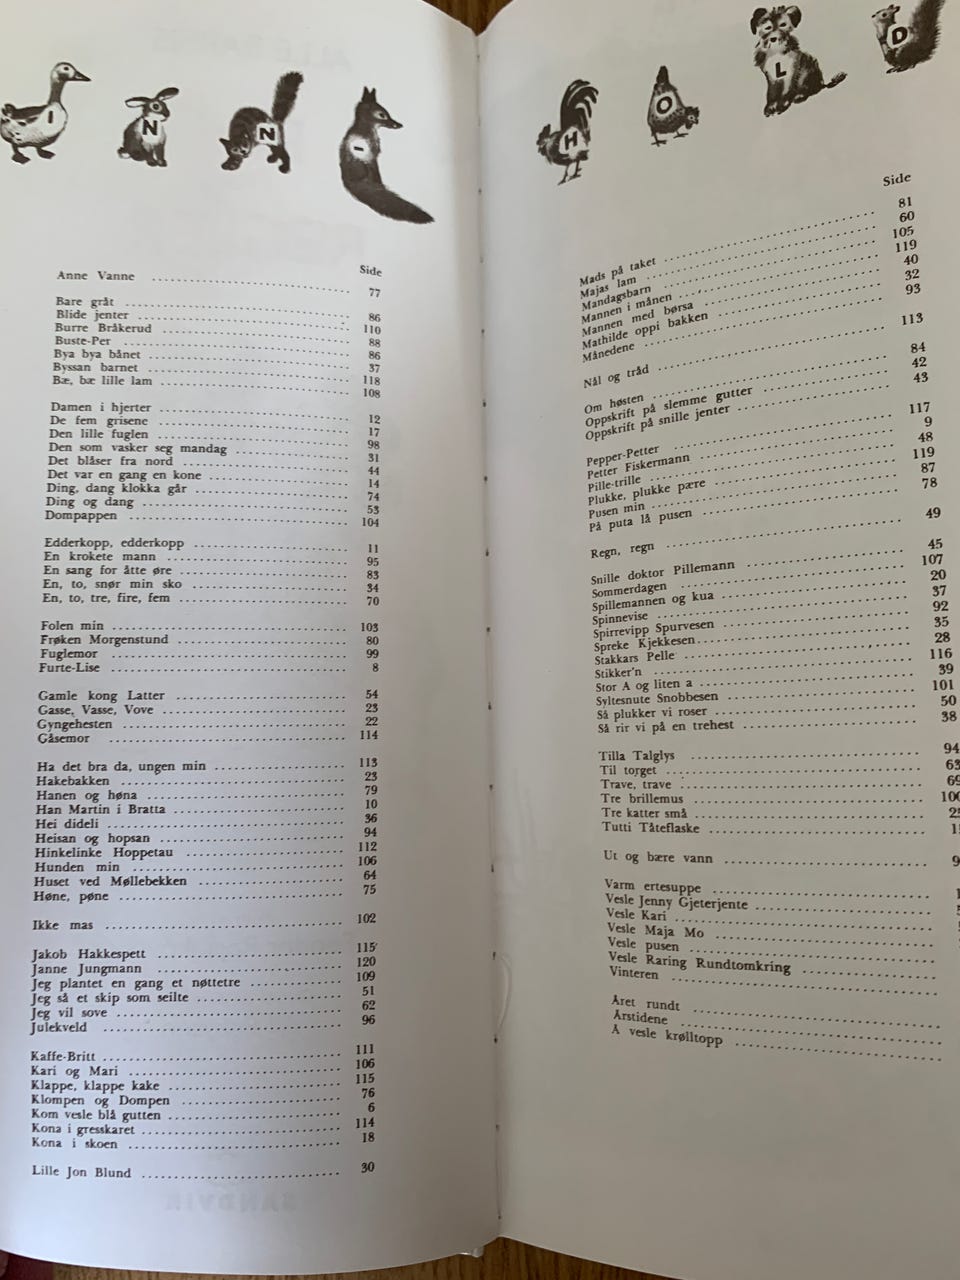 I N N -
H O L D
Side
Anne Vanne .......... 77
Bare gråt .......... 86
Blide jenter .......... 110
Burre Bråkerud .......... 88
Buste-Per .......... 86
Bya bya bånet .......... 37
Byssan barnet .......... 118
Bæ, bæ lille lam .......... 108
Damen i hjerter .......... 12
De fem grisene .......... 17
Den lille fuglen .......... 98
Den som vasker seg mandag .......... 31
Det blåser fra nord .......... 44
Det var en gang en kone .......... 14
Ding, dang klokka går .......... 74
Ding og dang .......... 53
Dompappen .......... 104
Edderkopp, edderkopp .......... 11
En krokete mann .......... 95
En sang for åtte øre .......... 83
En, to, snør min sko .......... 34
En, to, tre, fire, fem .......... 70
Folen min .......... 103
Frøken Morgenstund .......... 80
Fuglemor .......... 99
Furte-Lise .......... 8
Gamle kong Latter .......... 54
Gasse, Vasse, Vove .......... 23
Gyngehesten .......... 22
Gåsemor .......... 114
Ha det bra da, ungen min .......... 113
Hakebakken .......... 23
Hanen og høna .......... 79
Han Martin i Bratta .......... 10
Hei dideli .......... 36
Heisan og hopsan .......... 94
Hinkelinke Hoppetau .......... 112
Hunden min .......... 106
Huset ved Møllebekken .......... 64
Høne, pøne .......... 75
Ikke mas .......... 102
Jakob Hakkespett .......... 115
Janne Jungmann .......... 120
Jeg plantet en gang et nøttetre .......... 109
Jeg så et skip som seilte .......... 51
Jeg vil sove .......... 62
Julekveld .......... 96
Kaffe-Britt .......... 111
Kari og Mari .......... 106
Klappe, klappe kake .......... 115
Klompen og Dompen .......... 76
Kom vesle blå gutten .......... 6
Kona i gresskaret .......... 114
Kona i skoen .......... 18
Lille Jon Blund .......... 30
Side
Mads på taket .......... 81
Majas lam .......... 60
Mandagsbarn .......... 105
Mannen i månen .......... 119
Mannen med børsa .......... 40
Mathilde oppi bakken .......... 32
Månedene .......... 93
Nål og tråd .......... 113
Om høsten .......... 84
Oppskrift på slemme gutter .......... 42
Oppskrift på snille jenter .......... 43
Pepper-Petter .......... 117
Petter Fiskermann .......... 9
Pille-trille .......... 48
Plukke, plukke pære .......... 119
Pusen min .......... 87
På puta lå pusen .......... 78
Regn, regn .......... 49
Snille doktor Pillemann .......... 45
Sommerdagen .......... 107
Spillemannen og kua .......... 20
Spinnevise .......... 37
Spirrevipp Spurvesen .......... 92
Spreke Kjekkesen .......... 35
Stakkars Pelle .......... 28
Stikker'n .......... 116
Stor A og liten a .......... 39
Syltesnute Snobbesen .......... 101
Så plukker vi roser .......... 50
Så rir vi på en trehest .......... 38
Tilla Talglys .......... 94
Til torget .......... 63
Trave, trave .......... 69
Tre brillemus ..........
Tre katter små ..........
Tutti Tåteflaske ..........
Ut og bære vann ..........
Varm ertesuppe ..........
Vesle Jenny Gjeterjente ..........
Vesle Kari ..........
Vesle Maja Mo ..........
Vesle pusen ..........
Vesle Raring Rundtomkring ..........
Vinteren ..........
Året rundt ..........
Årstidene ..........
Å vesle krølltopp ..........